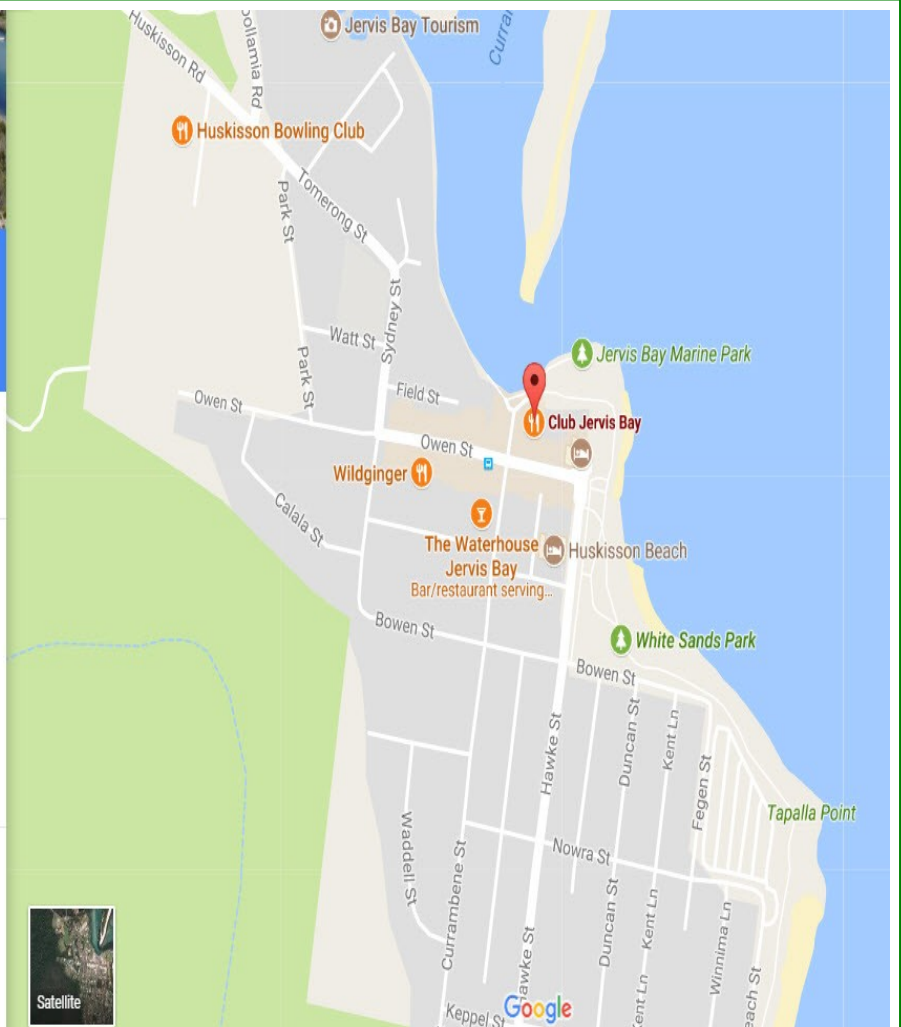 Jervis Bay Tourism
Huskisson Rd
Huskisson Bowling Club
Tomerong St
Park St
Sydney St
Watt St
Jervis Bay Marine Park
Park St
Field St
Owen St
Club Jervis Bay
Owen St
Wildginger
Calala St
The Waterhouse
Jervis Bay
Bar/restaurant serving...
Huskisson Beach
Bowen St
White Sands Park
Bowen St
Hawke St
Duncan St
Kent Ln
Fegen St
Tapalla Point
Waddell St
Currambene St
Nowra St
Duncan St
Kent Ln
Winnima Ln
Satellite
Keppel St
Google